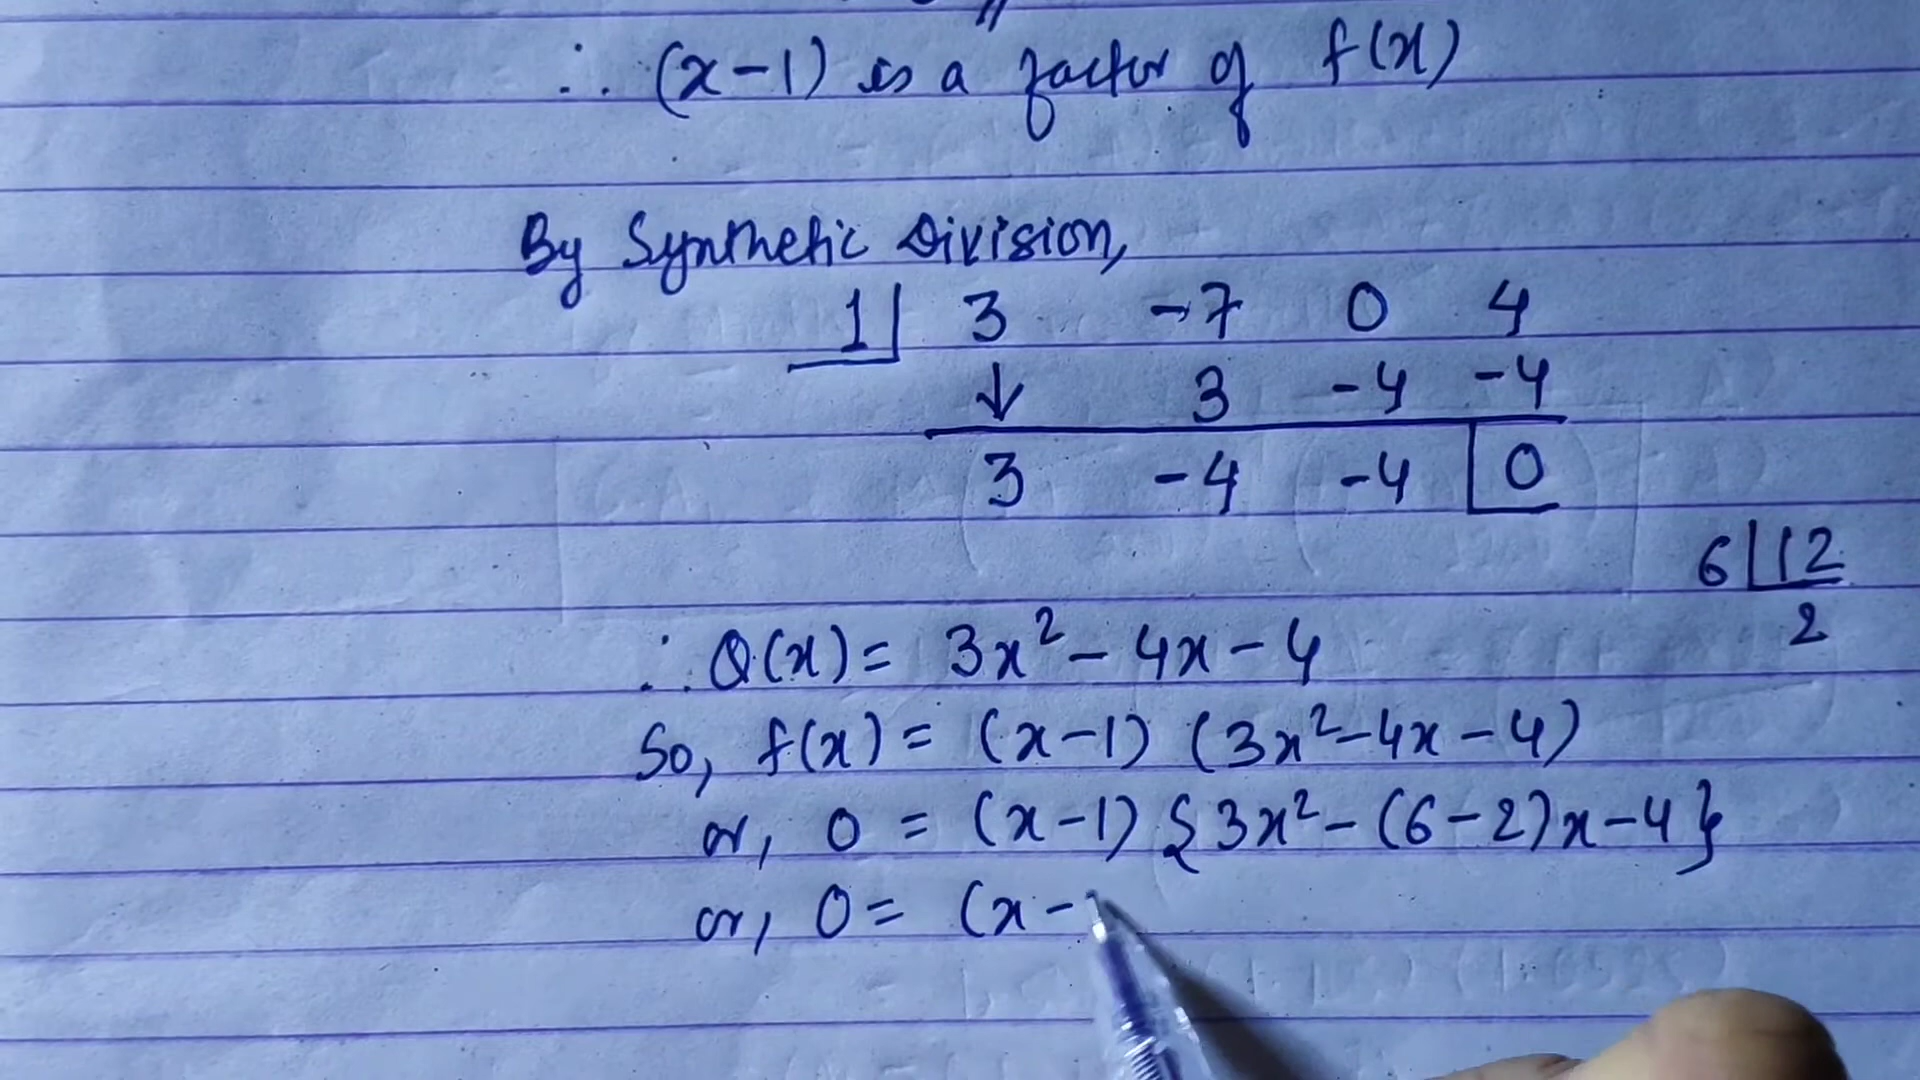 ∴ (x-1) is a factor of f(x)
By Synthetic Division,
1 3 -7 0 4
↓ 3 -4 -4
3 -4 -4 0
6 12
2
∴ Q(x) = 3x² - 4x - 4
So, f(x) = (x-1) (3x²-4x-4)
or, 0 = (x-1) {3x² - (6-2)x - 4}
or, 0 = (x -